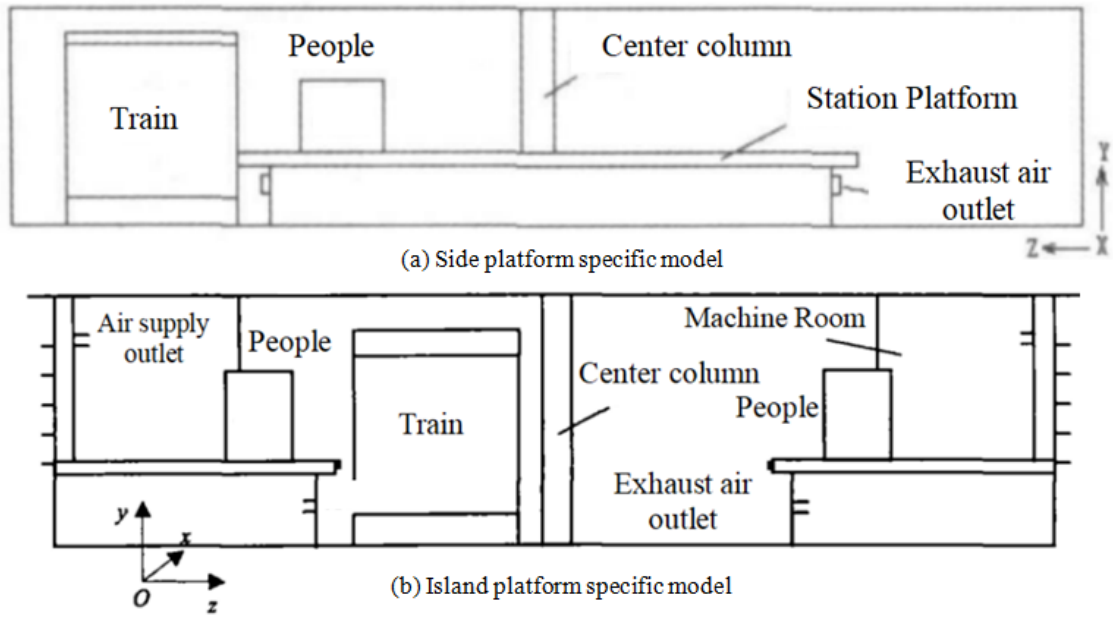 People
Center column
Train
Station Platform
Exhaust air
outlet
Y
Z
X
(a) Side platform specific model
Air supply
outlet
People
Machine Room
Center column
People
Train
Exhaust air
outlet
y
x
O
z
(b) Island platform specific model